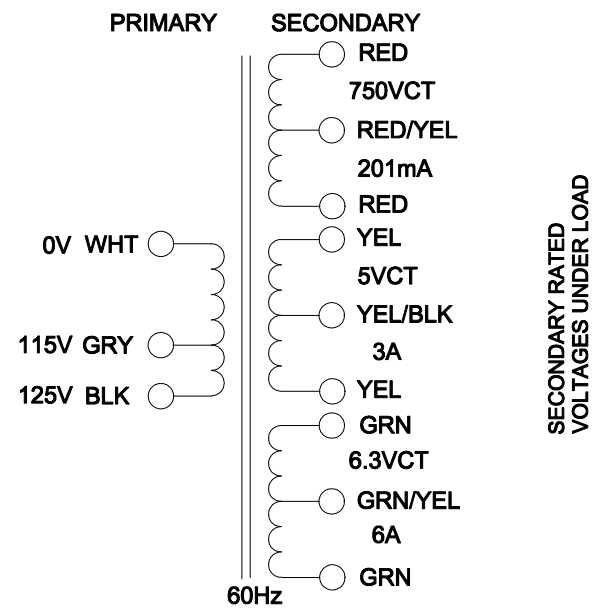 PRIMARY
SECONDARY
RED
750VCT
RED/YEL
201mA
RED
0V WHT
115V GRY
125V BLK
YEL
5VCT
YEL/BLK
3A
YEL
GRN
6.3VCT
GRN/YEL
6A
GRN
60Hz
SECONDARY RATED
VOLTAGES UNDER LOAD